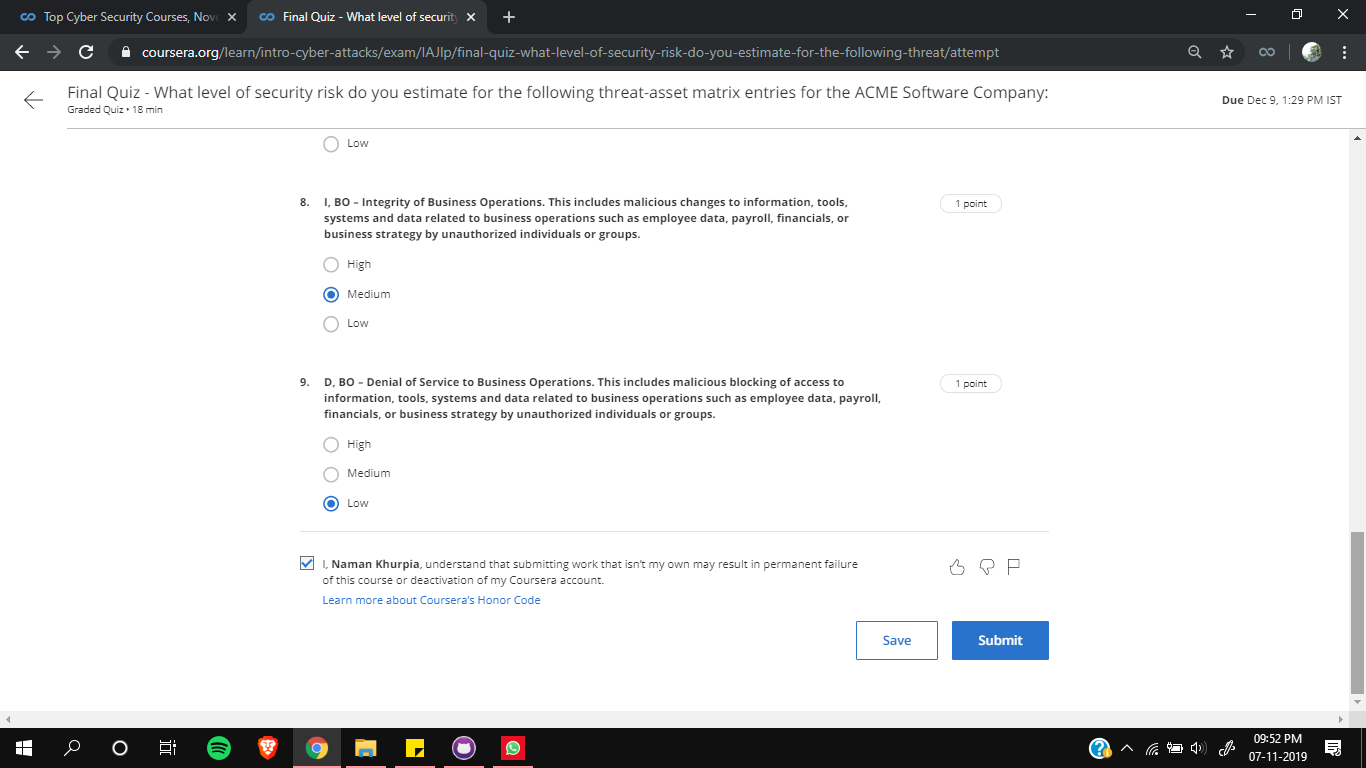 Top Cyber Security Courses, Nov
Final Quiz - What level of securit
coursera.org/learn/intro-cyber-attacks/exam/IAJlp/final-quiz-what-level-of-security-risk-do-you-estimate-for-the-following-threat/attempt
Final Quiz - What level of security risk do you estimate for the following threat-asset matrix entries for the ACME Software Company:
Graded Quiz • 18 min
Due Dec 9, 1:29 PM IST
Low
8. I, BO – Integrity of Business Operations. This includes malicious changes to information, tools,
systems and data related to business operations such as employee data, payroll, financials, or
business strategy by unauthorized individuals or groups.
1 point
High
Medium
Low
9. D, BO – Denial of Service to Business Operations. This includes malicious blocking of access to
information, tools, systems and data related to business operations such as employee data, payroll,
financials, or business strategy by unauthorized individuals or groups.
1 point
High
Medium
Low
I, Naman Khurpia, understand that submitting work that isn't my own may result in permanent failure
of this course or deactivation of my Coursera account.
Learn more about Coursera's Honor Code
Save
Submit
09:52 PM
07-11-2019